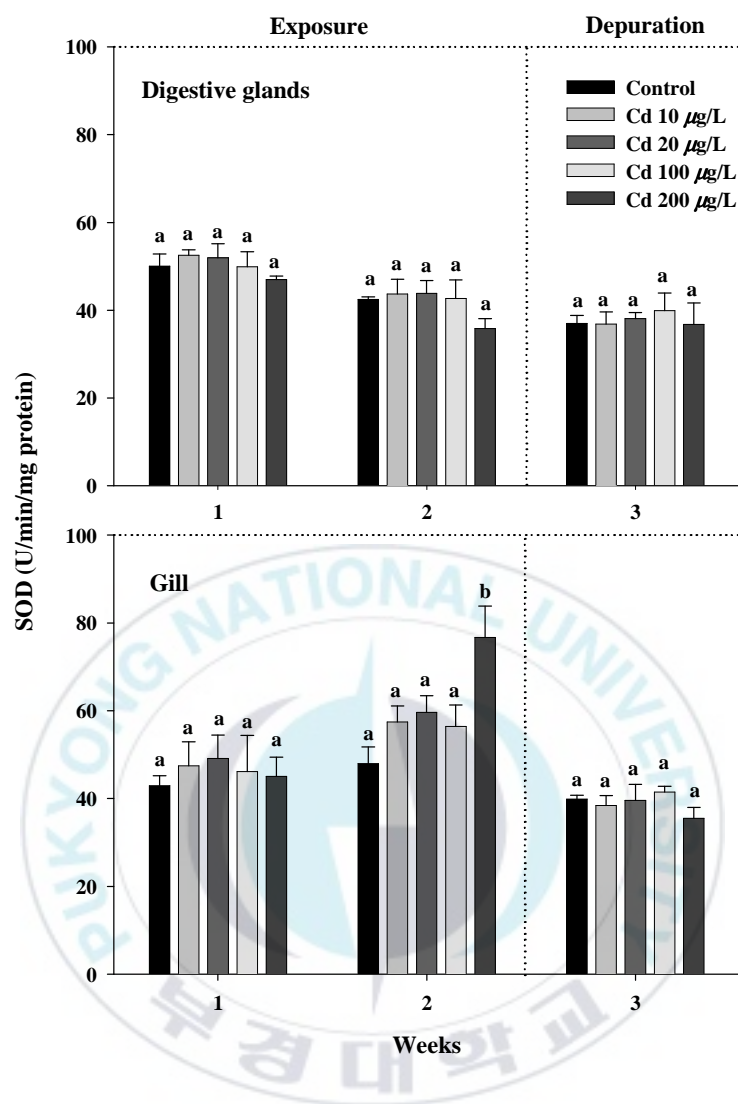 Exposure Depuration
100
Digestive glands
Control
Cd 10 μg/L
Cd 20 μg/L
Cd 100 μg/L
Cd 200 μg/L
80
60
a a a a a
a a a a a
a a a a a
40
20
0
1 2 3
SOD (U/min/mg protein)
100
Gill
80
b
60
a a a a a
a a a a
a a a a a
40
20
0
1 2 3
Weeks
PUKYONG NATIONAL UNIVERSITY
부경대학교